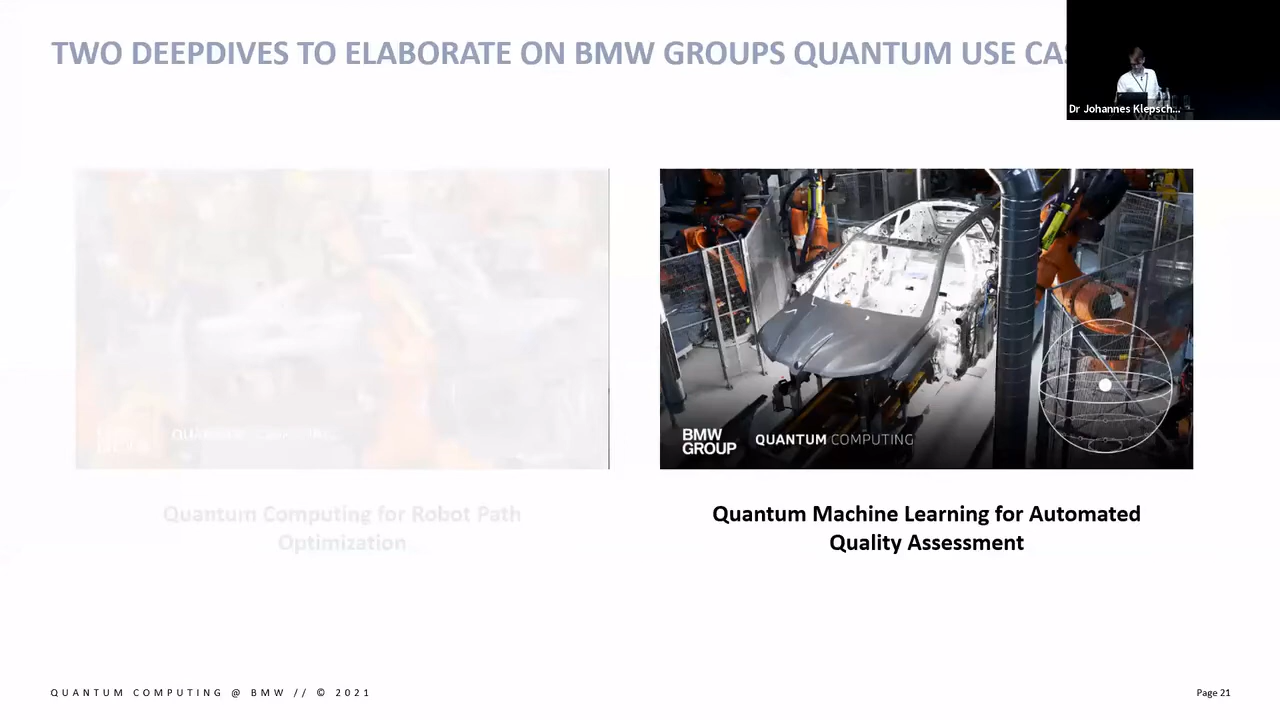 TWO DEEPDIVES TO ELABORATE ON BMW GROUPS QUANTUM USE
Dr Johannes Klepsch...
WESTIN
BMW
GROUP
QUANTUM COMPUTING
Quantum Computing for Robot Path
Optimization
Quantum Machine Learning for Automated
Quality Assessment
QUANTUM COMPUTING @ BMW // © 2021
Page 21